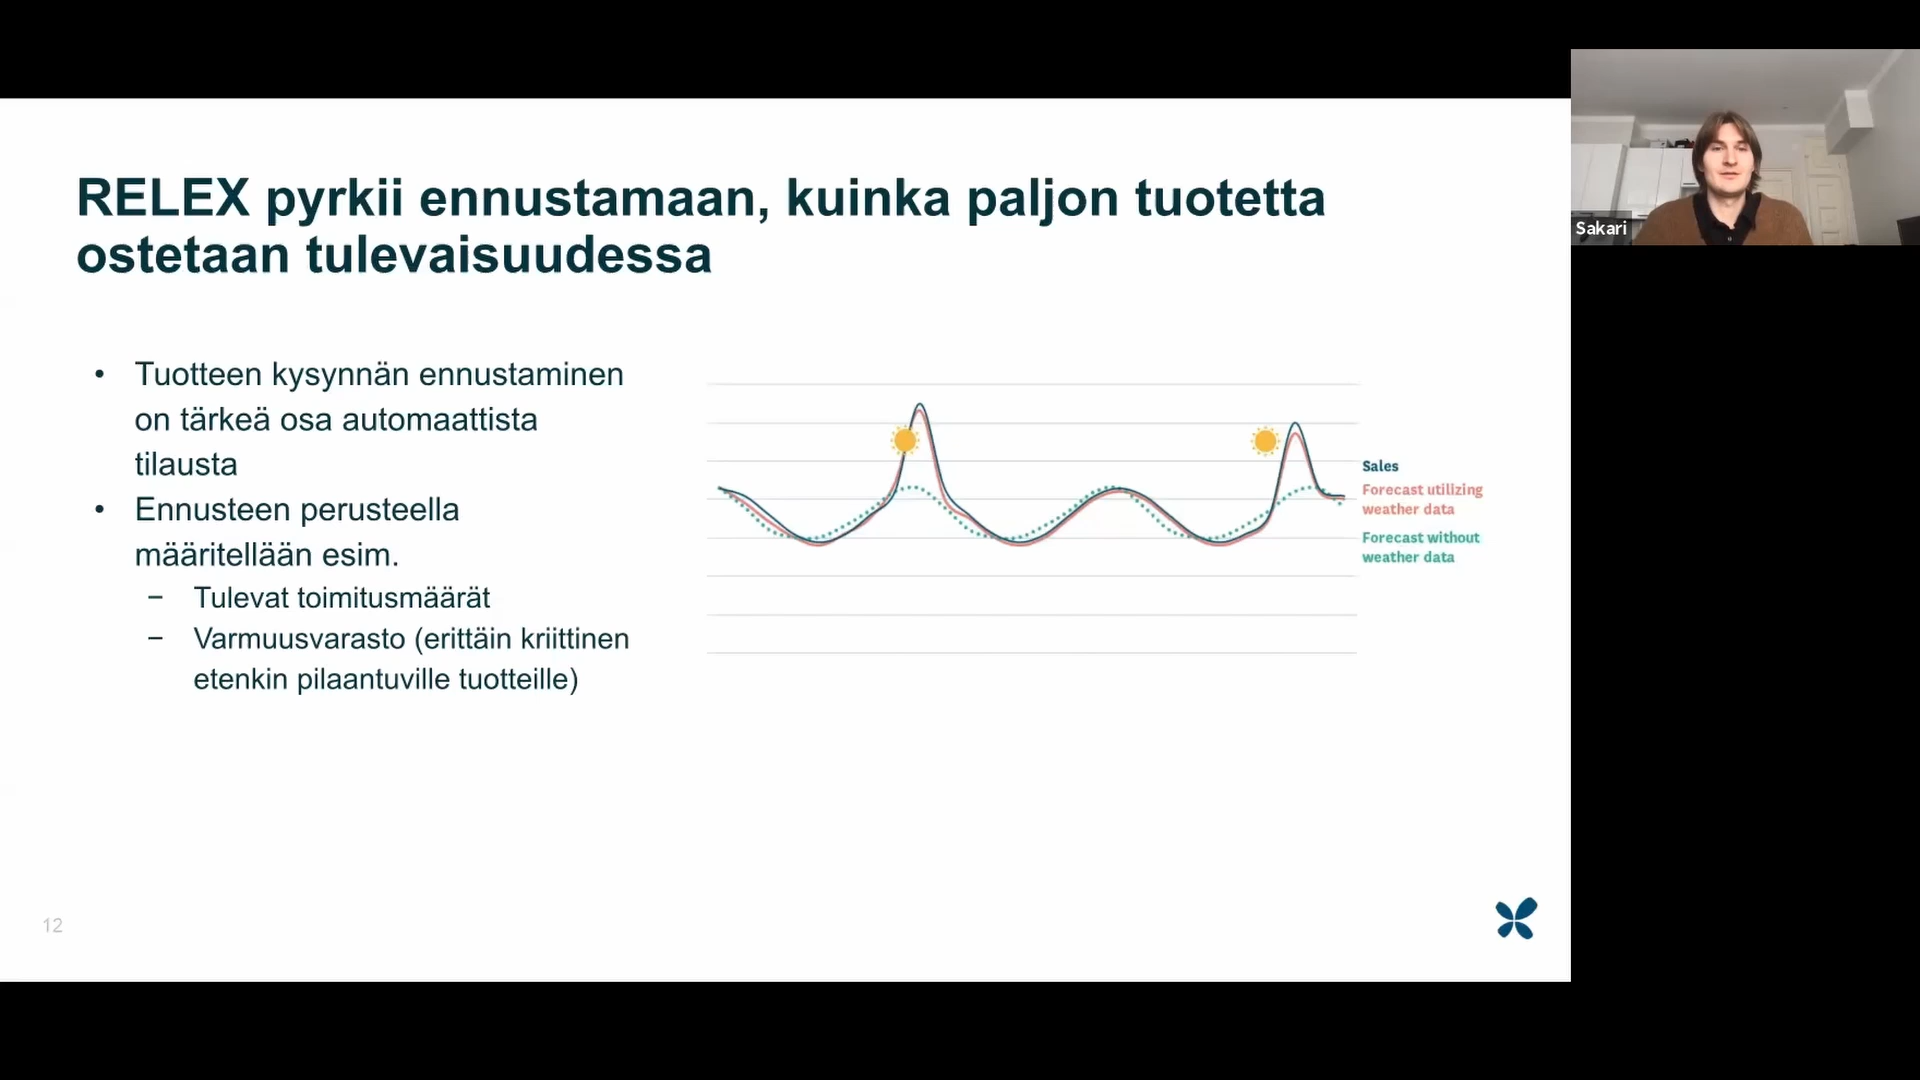 RELEX pyrkii ennustamaan, kuinka paljon tuotetta
ostetaan tulevaisuudessa
• Tuotteen kysynnän ennustaminen
on tärkeä osa automaattista
tilausta
• Ennusteen perusteella
määritellään esim.
− Tulevat toimitusmäärät
− Varmuusvarasto (erittäin kriittinen
etenkin pilaantuville tuotteille)
Sales
Forecast utilizing
weather data
Forecast without
weather data
12
Sakari